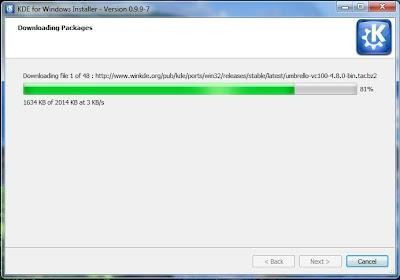 KDE for Windows Installer - Version 0.9.9-7
Downloading Packages
Downloading file 1 of 48 : http://www.winkde.org/pub/kde/ports/win32/releases/stable/latest/umbrello-vc100-4.8.0-bin.tar.bz2
81%
1634 KB of 2014 KB at 3 KB/s
< Back
Next >
Cancel